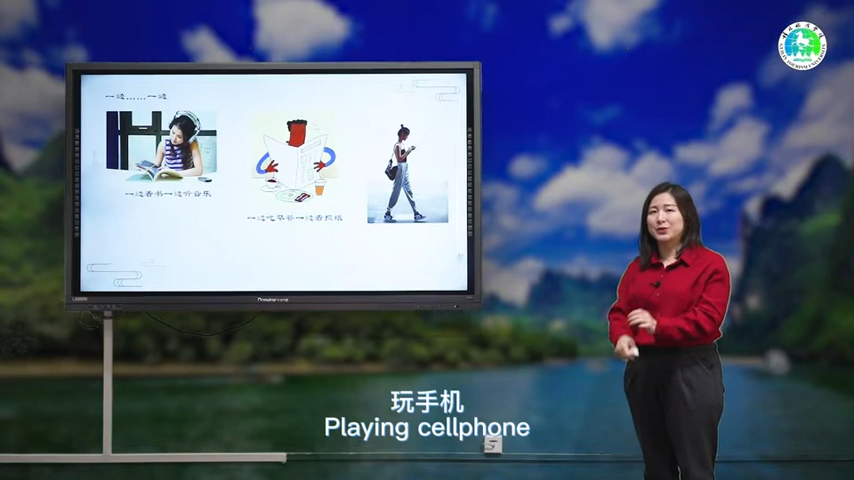 一边……一边
一边看书一边听音乐
一边吃早补一边看报纸
玩手机
Playing cellphone